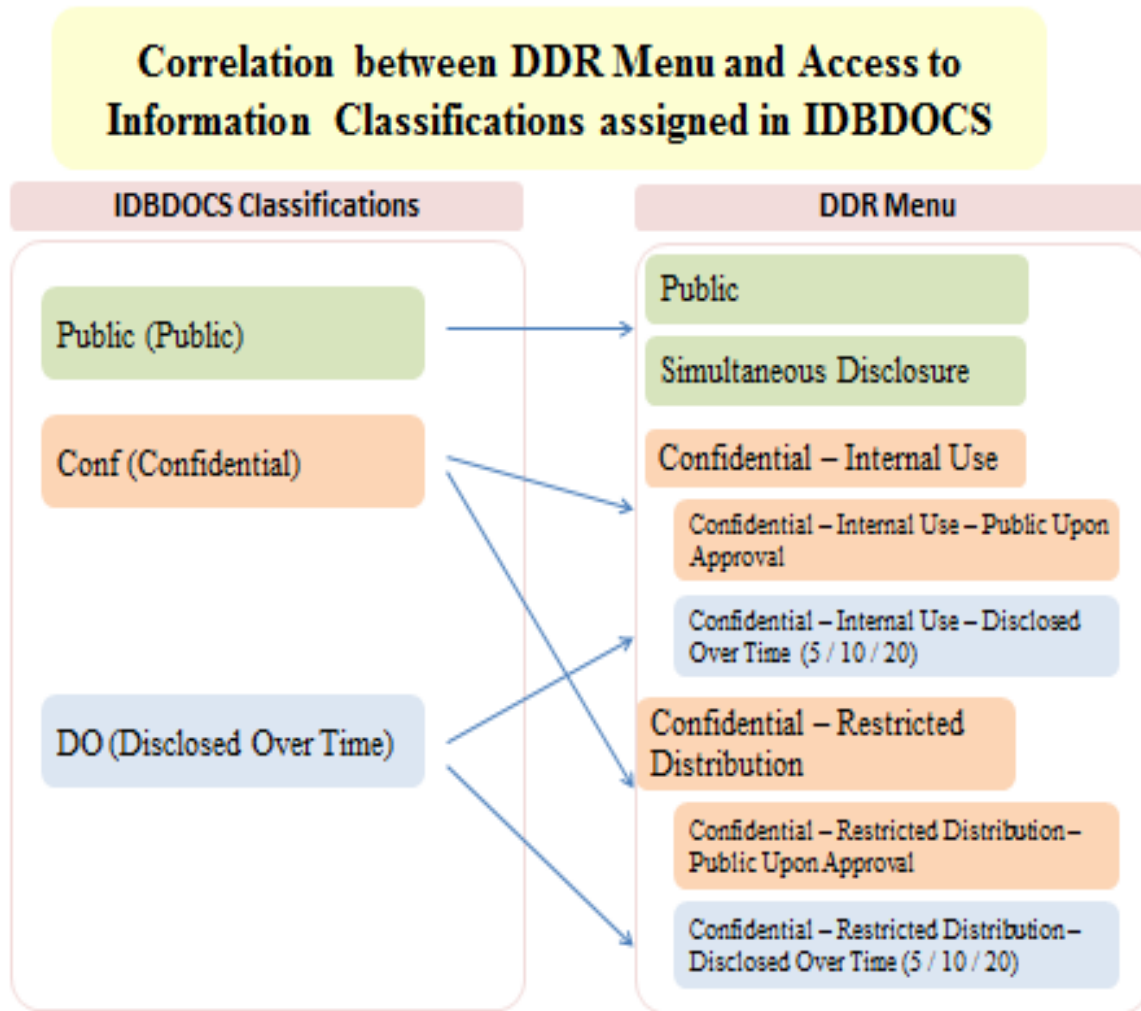 Correlation between DDR Menu and Access to
Information Classifications assigned in IDBDOCS
IDBDOCS Classifications
Public (Public)
Conf (Confidential)
DO (Disclosed Over Time)
DDR Menu
Public
Simultaneous Disclosure
Confidential – Internal Use
Confidential – Internal Use – Public Upon
Approval
Confidential – Internal Use – Disclosed
Over Time (5 / 10 / 20)
Confidential – Restricted
Distribution
Confidential – Restricted Distribution –
Public Upon Approval
Confidential – Restricted Distribution –
Disclosed Over Time (5 / 10 / 20)